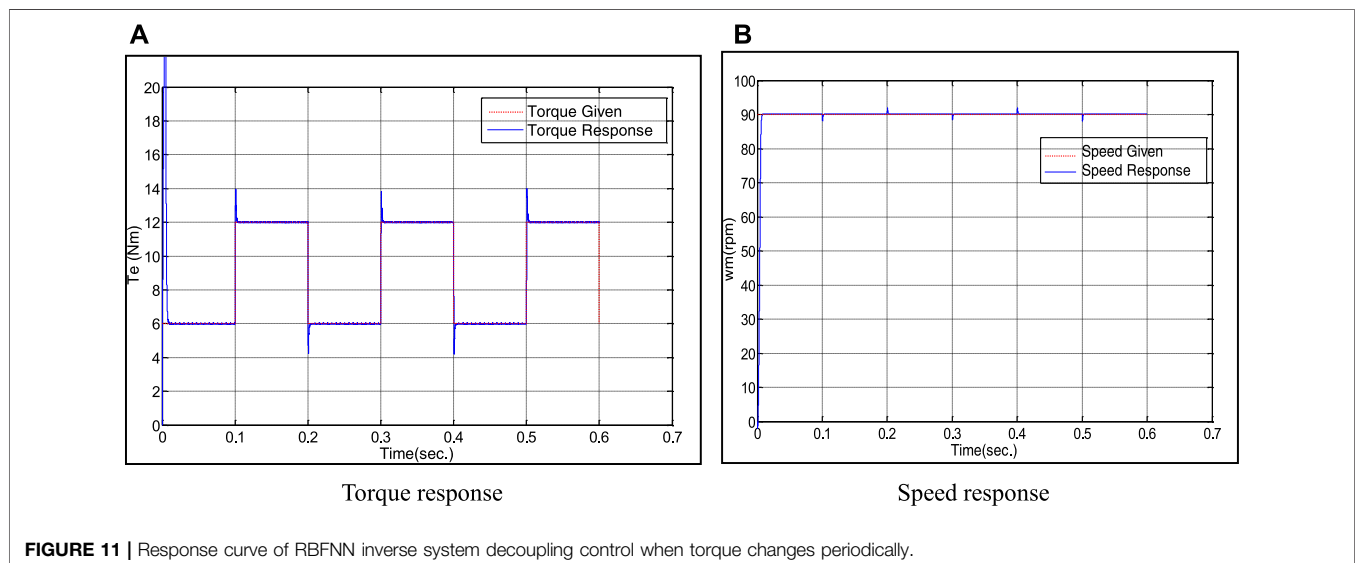 A
B
20
18
16
14
12
10
8
6
4
2
0
Te (Nm)
Torque Given
Torque Response
0 0.1 0.2 0.3 0.4 0.5 0.6 0.7
Time(sec.)
Torque response
100
90
80
70
60
50
40
30
20
10
0
wm(rpm)
Speed Given
Speed Response
0 0.1 0.2 0.3 0.4 0.5 0.6 0.7
Time(sec.)
Speed response
FIGURE 11 | Response curve of RBFNN inverse system decoupling control when torque changes periodically.